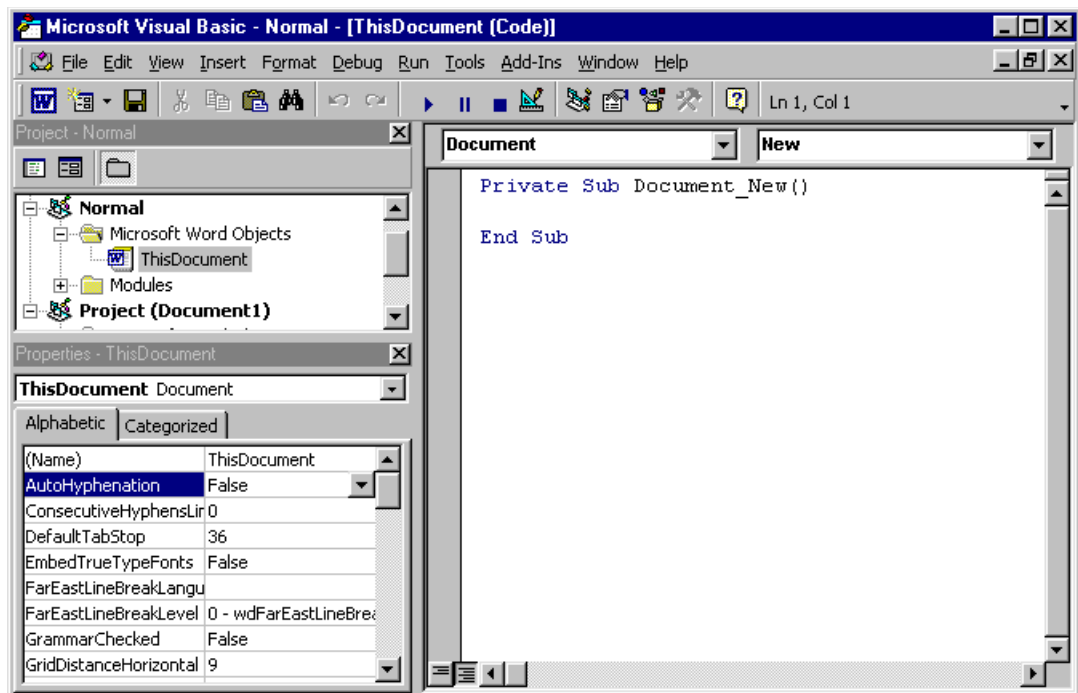 Microsoft Visual Basic - Normal - [ThisDocument (Code)]
File Edit View Insert Format Debug Run Tools Add-Ins Window Help
Ln 1, Col 1
Project - Normal
Normal
Microsoft Word Objects
ThisDocument
Modules
Project (Document1)
Properties - ThisDocument
ThisDocument Document
Alphabetic Categorized
(Name) ThisDocument
AutoHyphenation False
ConsecutiveHyphensLir 0
DefaultTabStop 36
EmbedTrueTypeFonts False
FarEastLineBreakLangu
FarEastLineBreakLevel 0 - wdFarEastLineBrea
GrammarChecked False
GridDistanceHorizontal 9
Document New
Private Sub Document_New()
End Sub